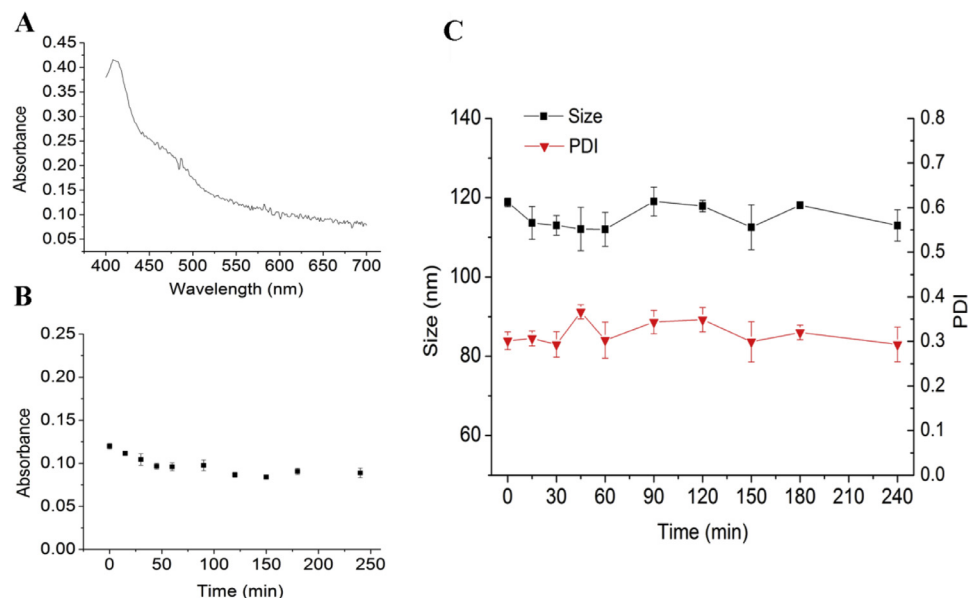 A
0.45
0.40
0.35
0.30
0.25
0.20
0.15
0.10
0.05
Absorbance
400 450 500 550 600 650 700
Wavelength (nm)
B
0.25
0.20
0.15
0.10
0.05
0.00
Absorbance
0 50 100 150 200 250
Time (min)
C
Size
PDI
140
120
100
80
60
Size (nm)
0.8
0.7
0.6
0.5
0.4
0.3
0.2
0.1
0.0
PDI
0 30 60 90 120 150 180 210 240
Time (min)